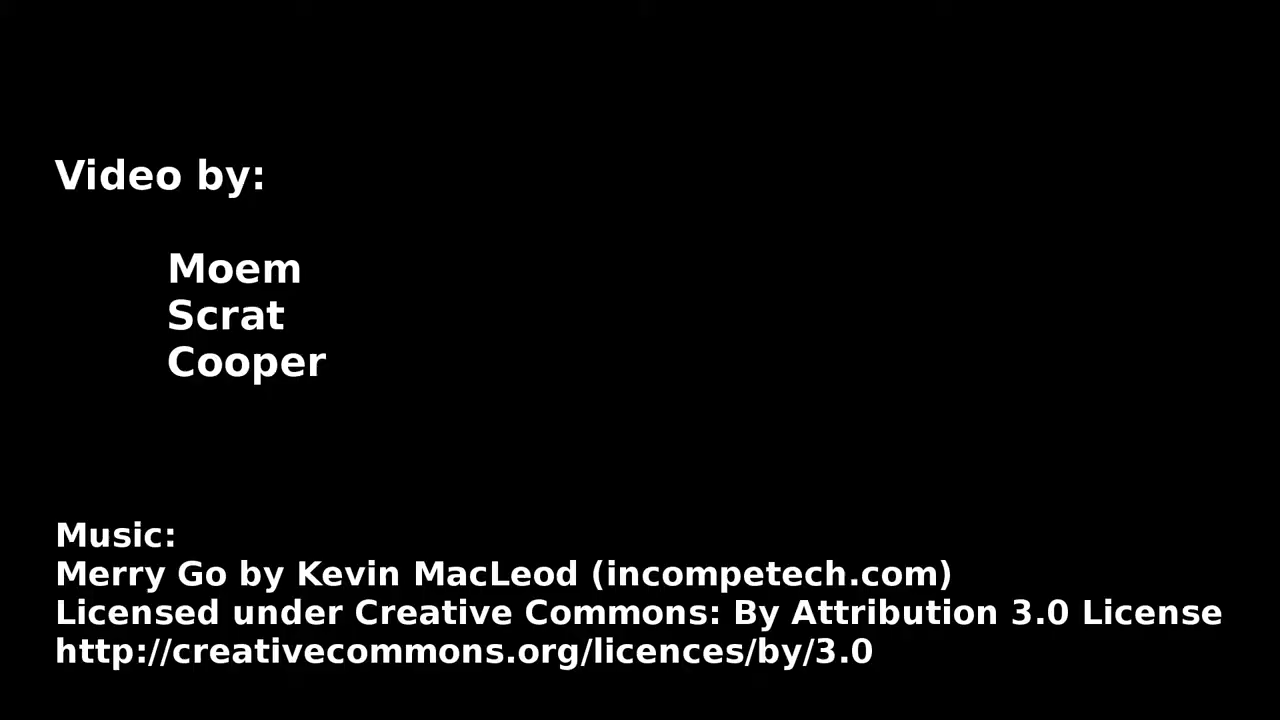 Video by:
Moem
Scrat
Cooper
Music:
Merry Go by Kevin MacLeod (incompetech.com)
Licensed under Creative Commons: By Attribution 3.0 License
http://creativecommons.org/licences/by/3.0